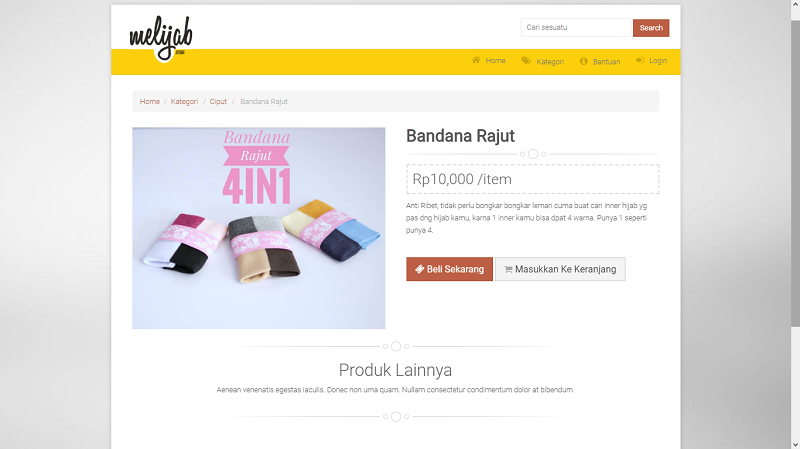 melijab
.com
Cari sesuatu
Search
Home
Kategori
Bantuan
Login
Home / Kategori / Ciput / Bandana Rajut
Bandana
Rajut
4IN1
Bandana Rajut
Rp10,000 /item
Anti Ribet, tidak perlu bongkar bongkar lemari cuma buat cari inner hijab yg
pas dng hijab kamu, karna 1 inner kamu bisa dpat 4 warna. Punya 1 seperti
punya 4.
Beli Sekarang
Masukkan Ke Keranjang
Produk Lainnya
Aenean venenatis egestas iaculis. Donec non urna quam. Nullam consectetur condimentum dolor at bibendum.